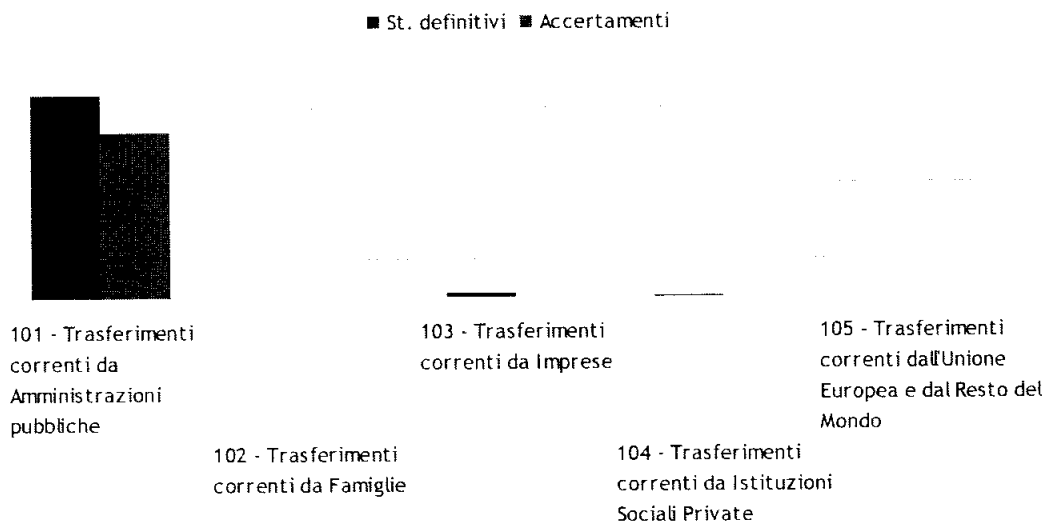 St. definitivi Accertamenti
101 - Trasferimenti
correnti da
Amministrazioni
pubbliche
102 - Trasferimenti
correnti da Famiglie
103 - Trasferimenti
correnti da Imprese
104 - Trasferimenti
correnti da Istituzioni
Sociali Private
105 - Trasferimenti
correnti dall'Unione
Europea e dal Resto del
Mondo